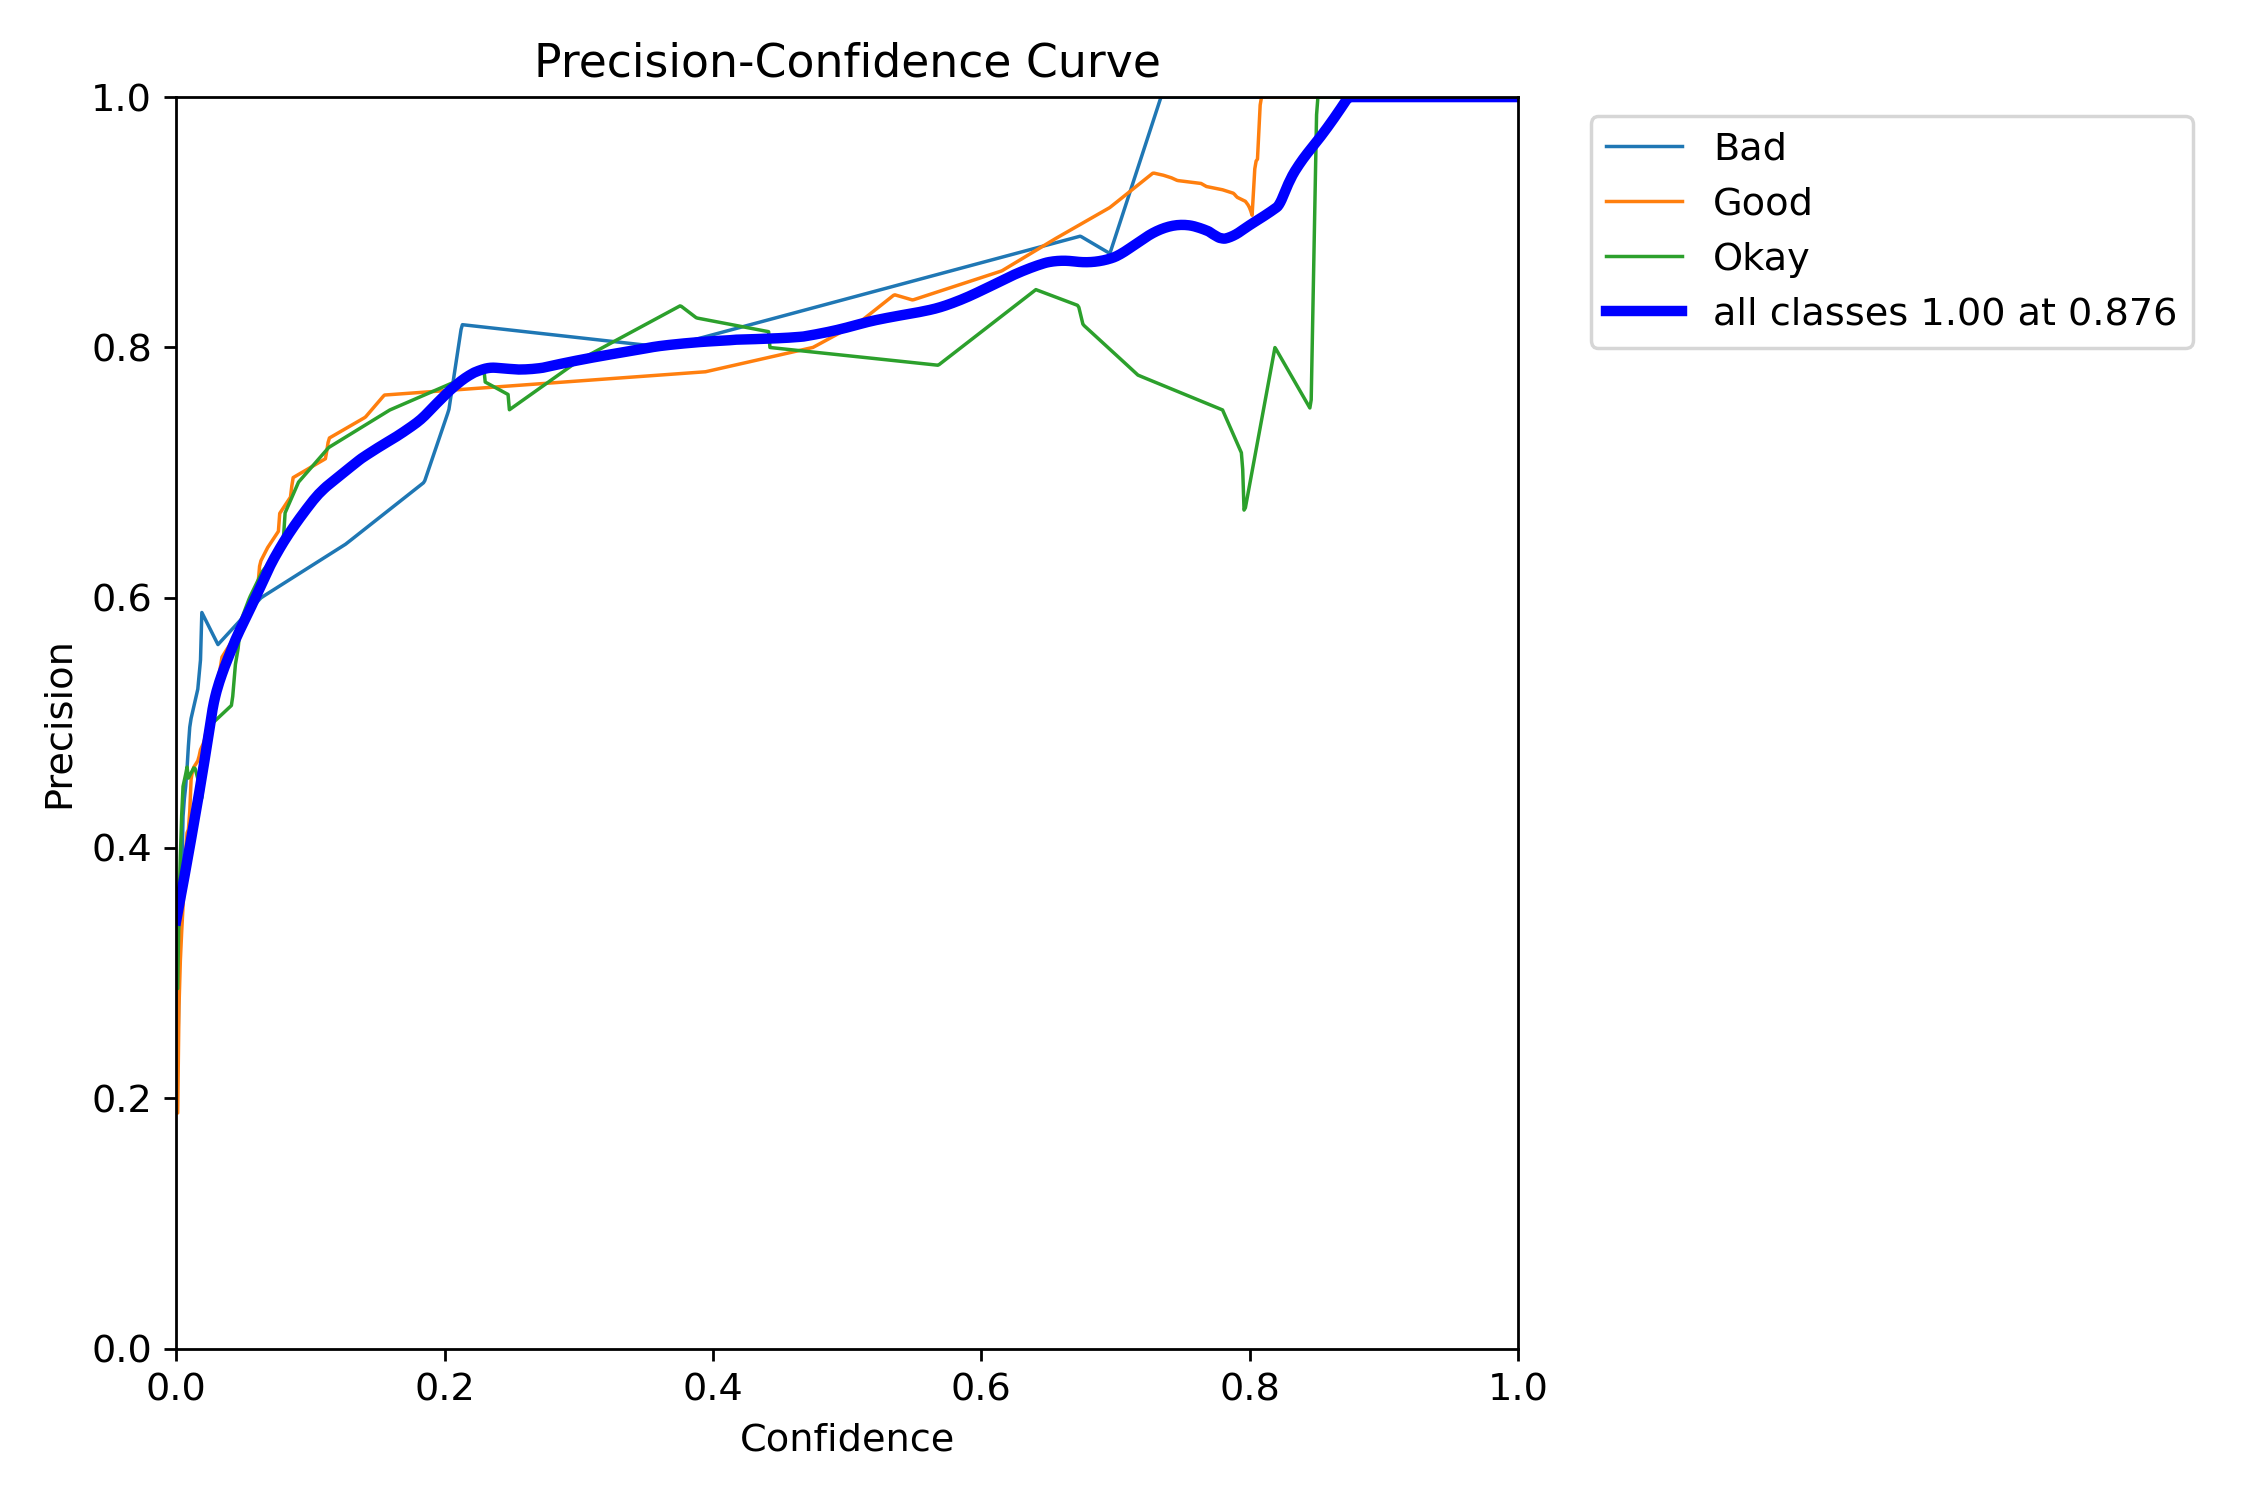 Precision-Confidence Curve
1.0
0.8
0.6
0.4
0.2
0.0
Precision
0.0 0.2 0.4 0.6 0.8 1.0
Confidence
Bad
Good
Okay
all classes 1.00 at 0.876